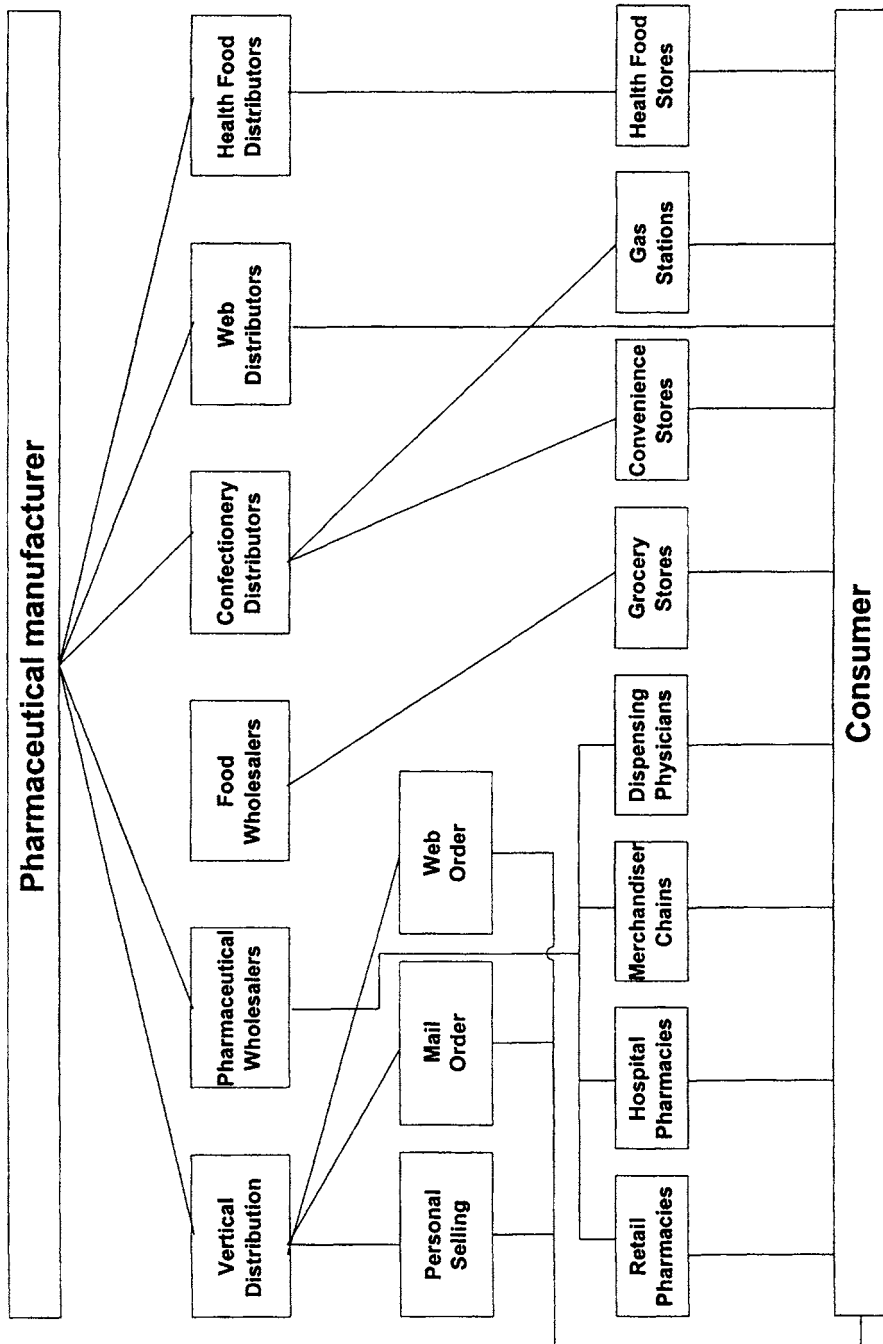 Pharmaceutical manufacturer
Vertical
Distribution
Pharmaceutical
Wholesalers
Food
Wholesalers
Confectionery
Distributors
Web
Distributors
Health Food
Distributors
Personal
Selling
Mail
Order
Web
Order
Retail
Pharmacies
Hospital
Pharmacies
Merchandiser
Chains
Dispensing
Physicians
Grocery
Stores
Convenience
Stores
Gas
Stations
Health Food
Stores
Consumer